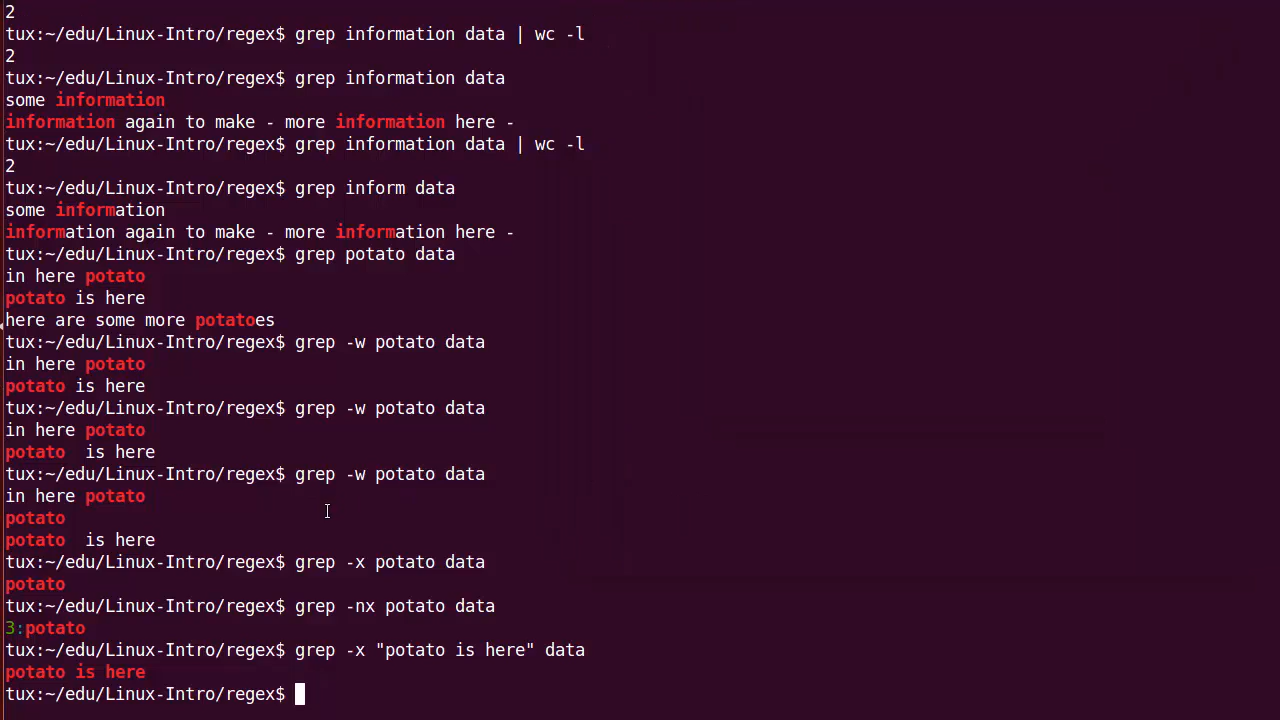 2
tux:~/edu/Linux-Intro/regex$ grep information data | wc -l
2
tux:~/edu/Linux-Intro/regex$ grep information data
some information
information again to make - more information here -
tux:~/edu/Linux-Intro/regex$ grep information data | wc -l
2
tux:~/edu/Linux-Intro/regex$ grep inform data
some information
information again to make - more information here -
tux:~/edu/Linux-Intro/regex$ grep potato data
in here potato
potato is here
here are some more potatoes
tux:~/edu/Linux-Intro/regex$ grep -w potato data
in here potato
potato is here
tux:~/edu/Linux-Intro/regex$ grep -w potato data
in here potato
potato  is here
tux:~/edu/Linux-Intro/regex$ grep -w potato data
in here potato
potato
potato  is here
tux:~/edu/Linux-Intro/regex$ grep -x potato data
potato
tux:~/edu/Linux-Intro/regex$ grep -nx potato data
3:potato
tux:~/edu/Linux-Intro/regex$ grep -x "potato is here" data
potato is here
tux:~/edu/Linux-Intro/regex$